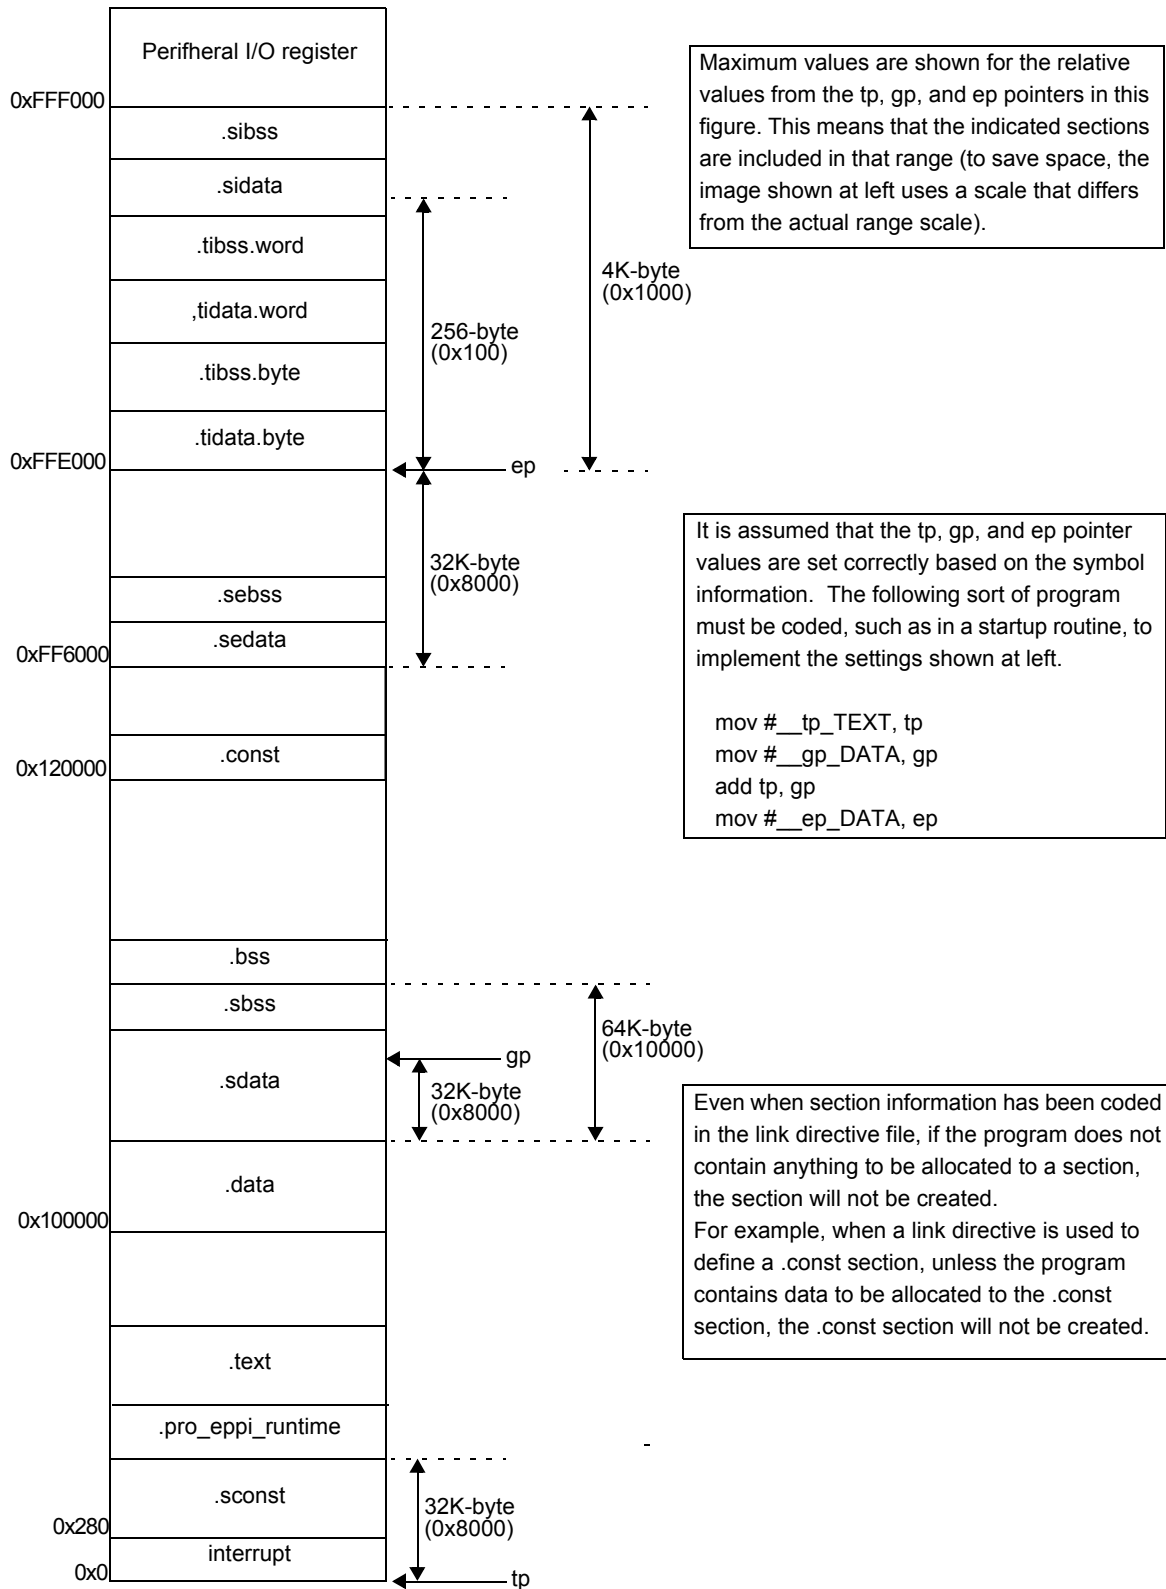 Perifheral I/O register
0xFFF000
.sibss
.sidata
.tibss.word
,tidata.word
.tibss.byte
.tidata.byte
0xFFE000
256-byte
(0x100)
4K-byte
(0x1000)
ep
32K-byte
(0x8000)
.sebss
.sedata
0xFF6000
.const
0x120000
.bss
.sbss
64K-byte
(0x10000)
gp
.sdata
32K-byte
(0x8000)
.data
0x100000
.text
.pro_eppi_runtime
.sconst
32K-byte
(0x8000)
0x280
interrupt
0x0
tp
Maximum values are shown for the relative
values from the tp, gp, and ep pointers in this
figure. This means that the indicated sections
are included in that range (to save space, the
image shown at left uses a scale that differs
from the actual range scale).
It is assumed that the tp, gp, and ep pointer
values are set correctly based on the symbol
information. The following sort of program
must be coded, such as in a startup routine, to
implement the settings shown at left.
mov #__tp_TEXT, tp
mov #__gp_DATA, gp
add tp, gp
mov #__ep_DATA, ep
Even when section information has been coded
in the link directive file, if the program does not
contain anything to be allocated to a section,
the section will not be created.
For example, when a link directive is used to
define a .const section, unless the program
contains data to be allocated to the .const
section, the .const section will not be created.